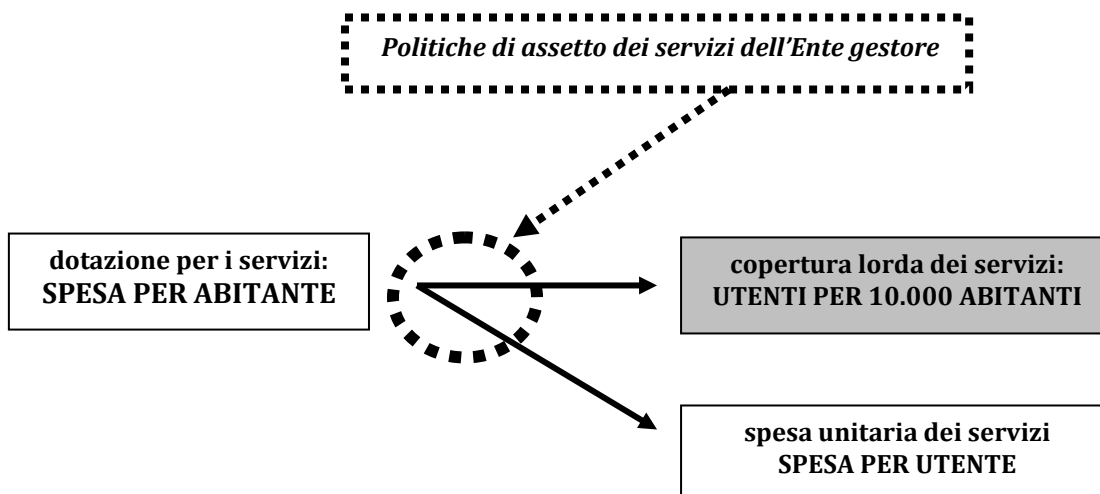 Politiche di assetto dei servizi dell'Ente gestore
dotazione per i servizi:
SPESA PER ABITANTE
copertura lorda dei servizi:
UTENTI PER 10.000 ABITANTI
spesa unitaria dei servizi
SPESA PER UTENTE